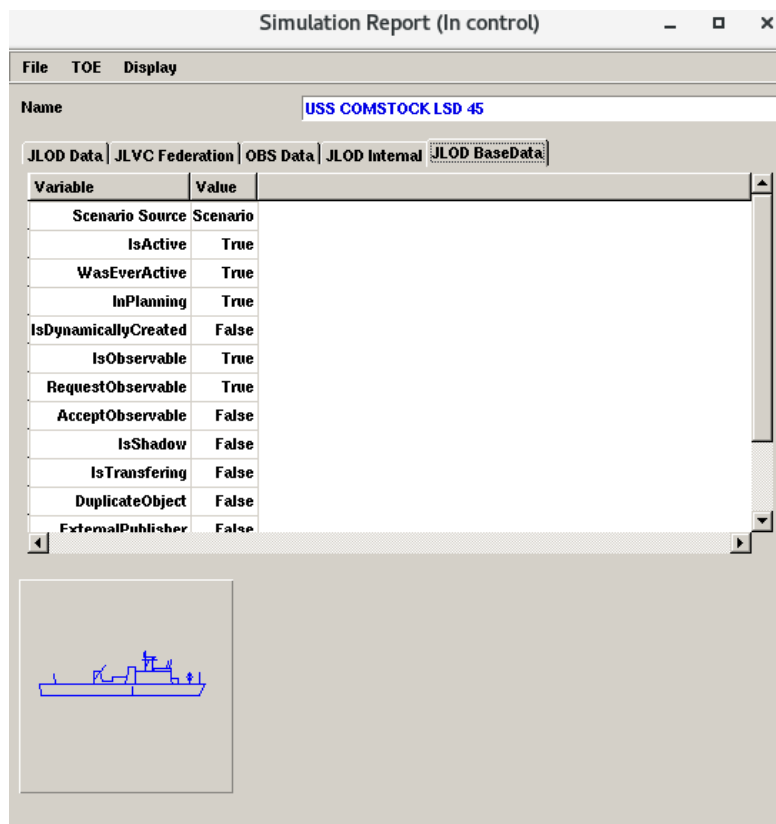 Simulation Report (In control)
File TOE Display
Name USS COMSTOCK LSD 45
JLOD Data JLVC Federation OBS Data JLOD Internal JLOD BaseData
Variable Value
Scenario Source Scenario
IsActive True
WasEverActive True
InPlanning True
IsDynamicallyCreated False
IsObservable True
RequestObservable True
AcceptObservable False
IsShadow False
IsTransfering False
DuplicateObject False
ExternalPublisher False